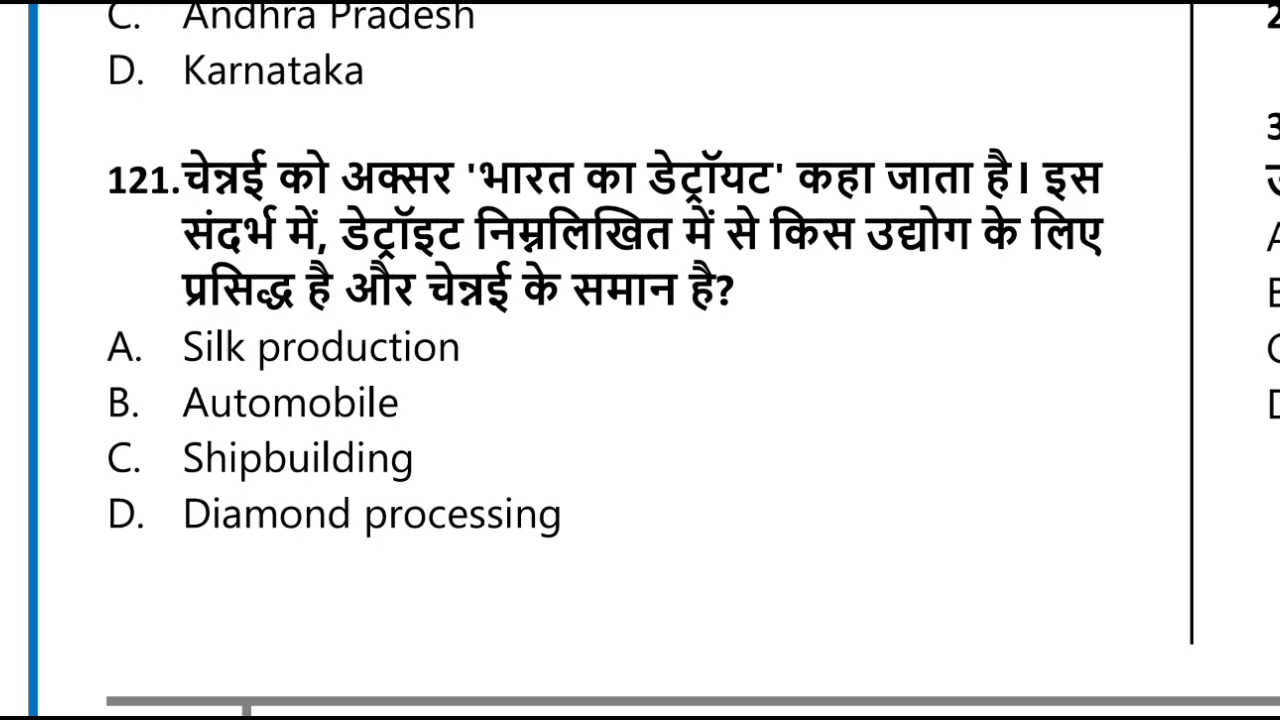 C. Andhra Pradesh
D. Karnataka
121. चेन्नई को अक्सर 'भारत का डेट्रॉयट' कहा जाता है। इस
संदर्भ में, डेट्रॉइट निम्नलिखित में से किस उद्योग के लिए
प्रसिद्ध है और चेन्नई के समान है?
A. Silk production
B. Automobile
C. Shipbuilding
D. Diamond processing